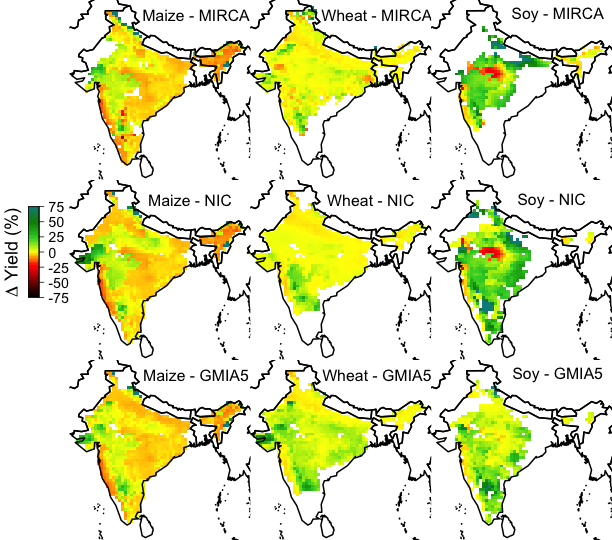 Maize - MIRCA
Wheat - MIRCA
Soy - MIRCA
Maize - NIC
Wheat - NIC
Soy - NIC
Δ Yield (%)
75
50
25
0
-25
-50
-75
Maize - GMIA5
Wheat - GMIA5
Soy - GMIA5